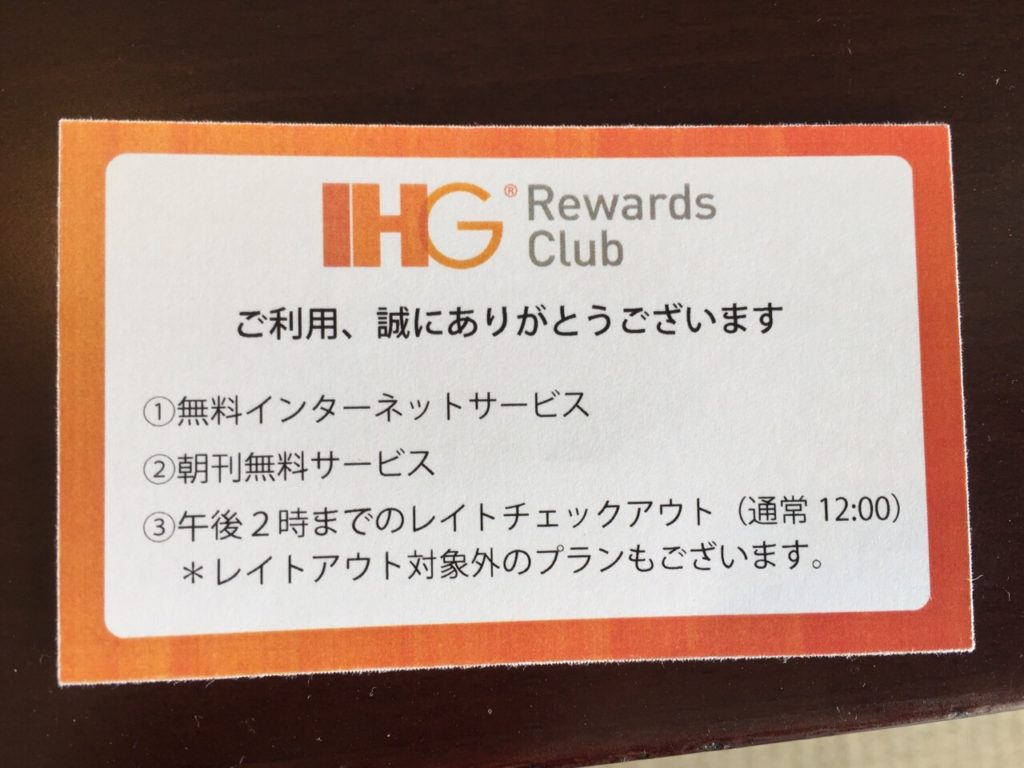 IHG® Rewards
Club
ご利用、誠にありがとうございます
①無料インターネットサービス
②朝刊無料サービス
③午後２時までのレイトチェックアウト（通常 12:00）
＊レイトアウト対象外のプランもございます。